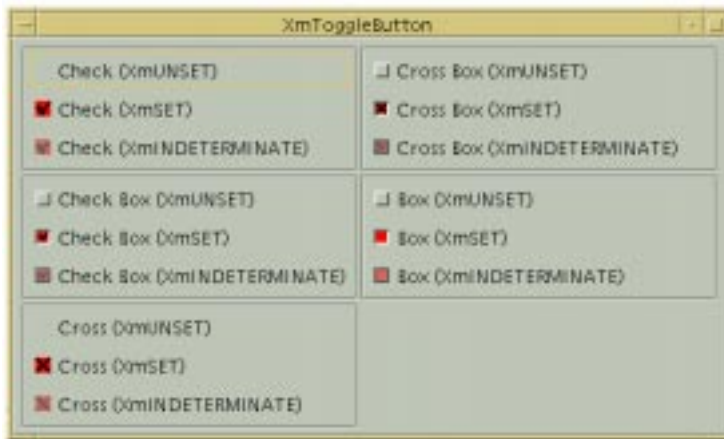 XmToggleButton
Check (XmUNSET)
Check (XmSET)
Check (XmINDETERMINATE)
Cross Box (XmUNSET)
Cross Box (XmSET)
Cross Box (XmINDETERMINATE)
Check Box (XmUNSET)
Check Box (XmSET)
Check Box (XmINDETERMINATE)
Box (XmUNSET)
Box (XmSET)
Box (XmINDETERMINATE)
Cross (XmUNSET)
Cross (XmSET)
Cross (XmINDETERMINATE)